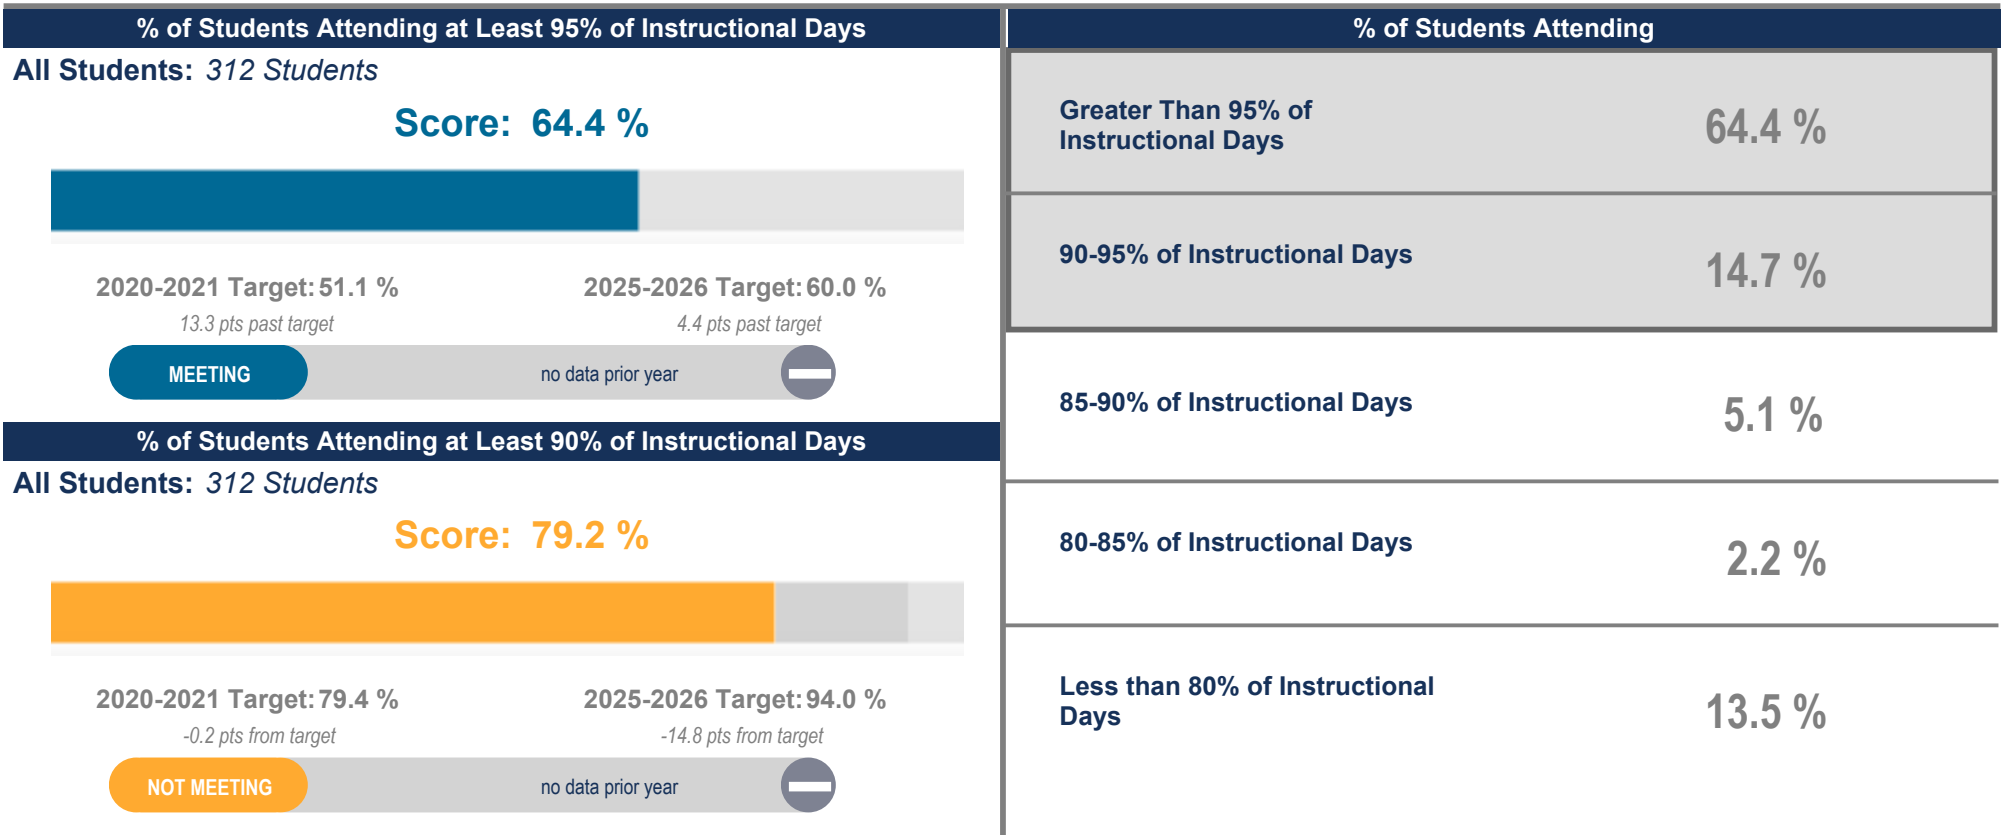 % of Students Attending at Least 95% of Instructional Days
All Students: 312 Students
Score: 64.4 %
2020-2021 Target: 51.1 %
13.3 pts past target
2025-2026 Target: 60.0 %
4.4 pts past target
MEETING
no data prior year
% of Students Attending at Least 90% of Instructional Days
All Students: 312 Students
Score: 79.2 %
2020-2021 Target: 79.4 %
-0.2 pts from target
2025-2026 Target: 94.0 %
-14.8 pts from target
NOT MEETING
no data prior year
% of Students Attending
Greater Than 95% of
Instructional Days
64.4 %
90-95% of Instructional Days
14.7 %
85-90% of Instructional Days
5.1 %
80-85% of Instructional Days
2.2 %
Less than 80% of Instructional
Days
13.5 %